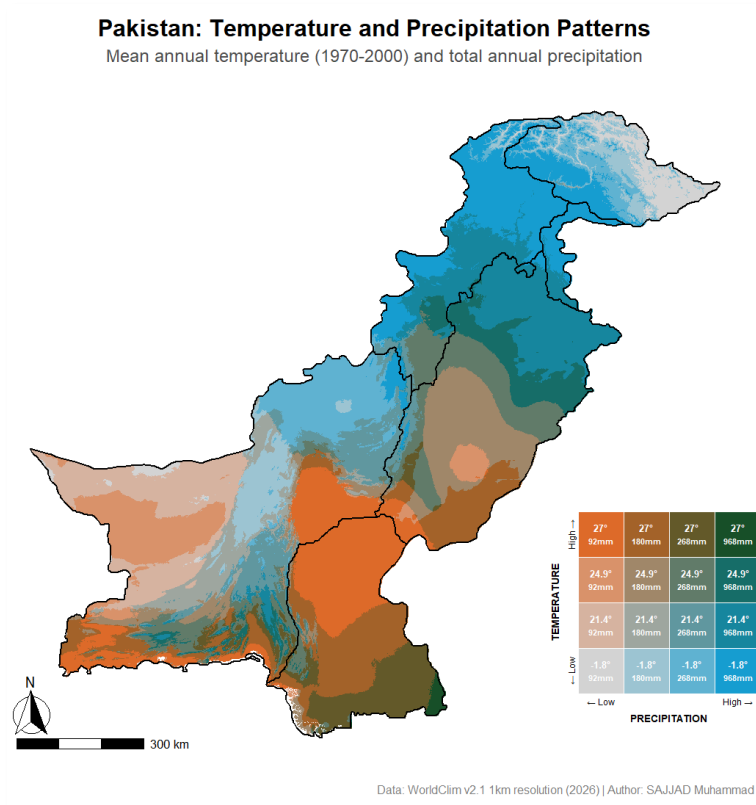 Pakistan: Temperature and Precipitation Patterns
Mean annual temperature (1970-2000) and total annual precipitation
High →
27° 27° 27° 27°
92mm 180mm 268mm 968mm
24.9° 24.9° 24.9° 24.9°
92mm 180mm 268mm 968mm
TEMPERATURE
21.4° 21.4° 21.4° 21.4°
92mm 180mm 268mm 968mm
← Low
-1.8° -1.8° -1.8° -1.8°
92mm 180mm 268mm 968mm
← Low High →
PRECIPITATION
N
300 km
Data: WorldClim v2.1 1km resolution (2026) | Author: SAJJAD Muhammad